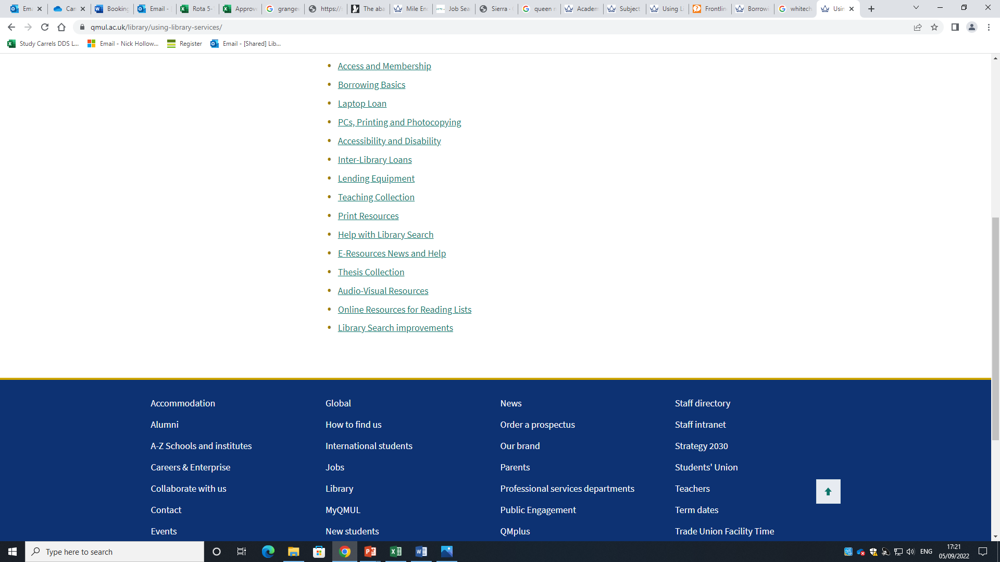 Ema
Can
Booking
Email -
Rota 5-
Approve
grangev
https://
The aba
Mile En
Job Sea
Sierra ·
queen m
Academ
Subject
Using Li
Frontlin
Borrowi
whitech
Usin
qmul.ac.uk/library/using-library-services/
Study Carrels DDS L...
Email - Nick Hollow...
Register
Email - [Shared] Lib...
• Access and Membership
• Borrowing Basics
• Laptop Loan
• PCs, Printing and Photocopying
• Accessibility and Disability
• Inter-Library Loans
• Lending Equipment
• Teaching Collection
• Print Resources
• Help with Library Search
• E-Resources News and Help
• Thesis Collection
• Audio-Visual Resources
• Online Resources for Reading Lists
• Library Search improvements
Accommodation
Alumni
A-Z Schools and institutes
Careers & Enterprise
Collaborate with us
Contact
Events
Global
How to find us
International students
Jobs
Library
MyQMUL
New students
News
Order a prospectus
Our brand
Parents
Professional services departments
Public Engagement
QMplus
Staff directory
Staff intranet
Strategy 2030
Students' Union
Teachers
Term dates
Trade Union Facility Time
Type here to search
ENG
17:21
05/09/2022